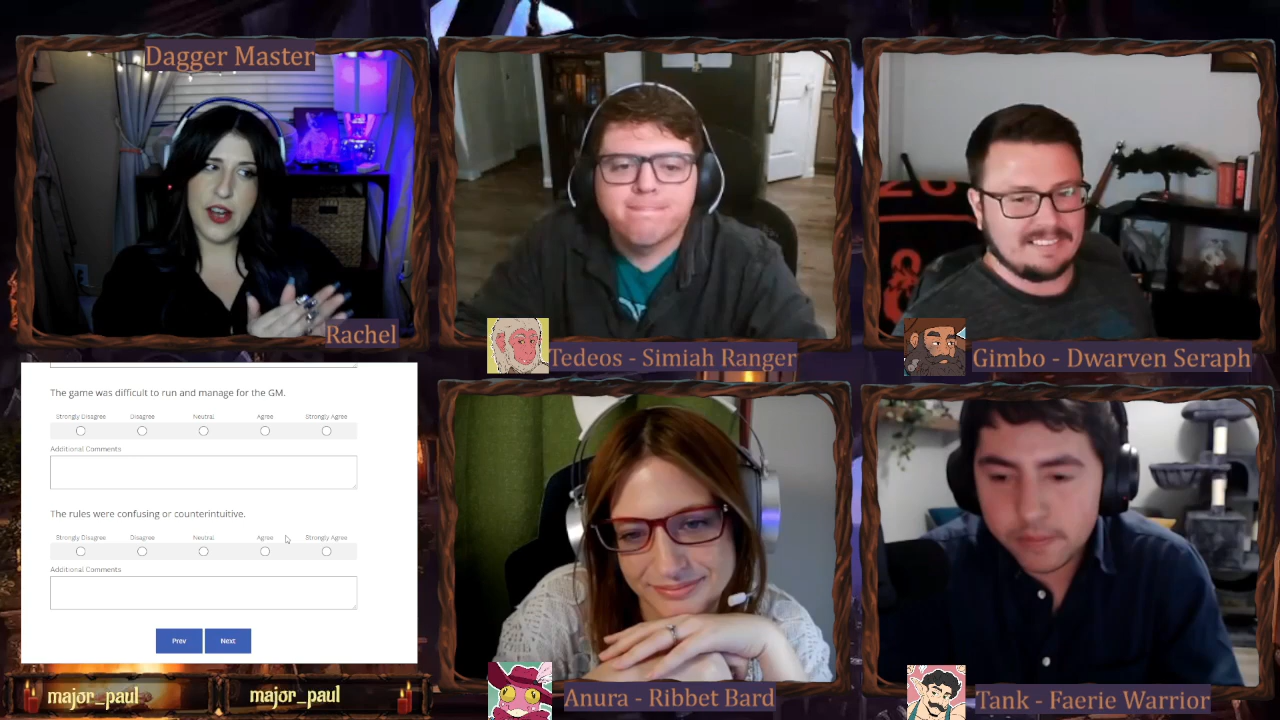 Dagger Master
Rachel
Tedeos - Simiah Ranger
Gimbo - Dwarven Seraph
The game was difficult to run and manage for the GM.
Strongly Disagree Disagree Neutral Agree Strongly Agree
Additional Comments
The rules were confusing or counterintuitive.
Strongly Disagree Disagree Neutral Agree Strongly Agree
Additional Comments
Prev Next
major_paul major_paul
Anura - Ribbet Bard
Tank - Faerie Warrior